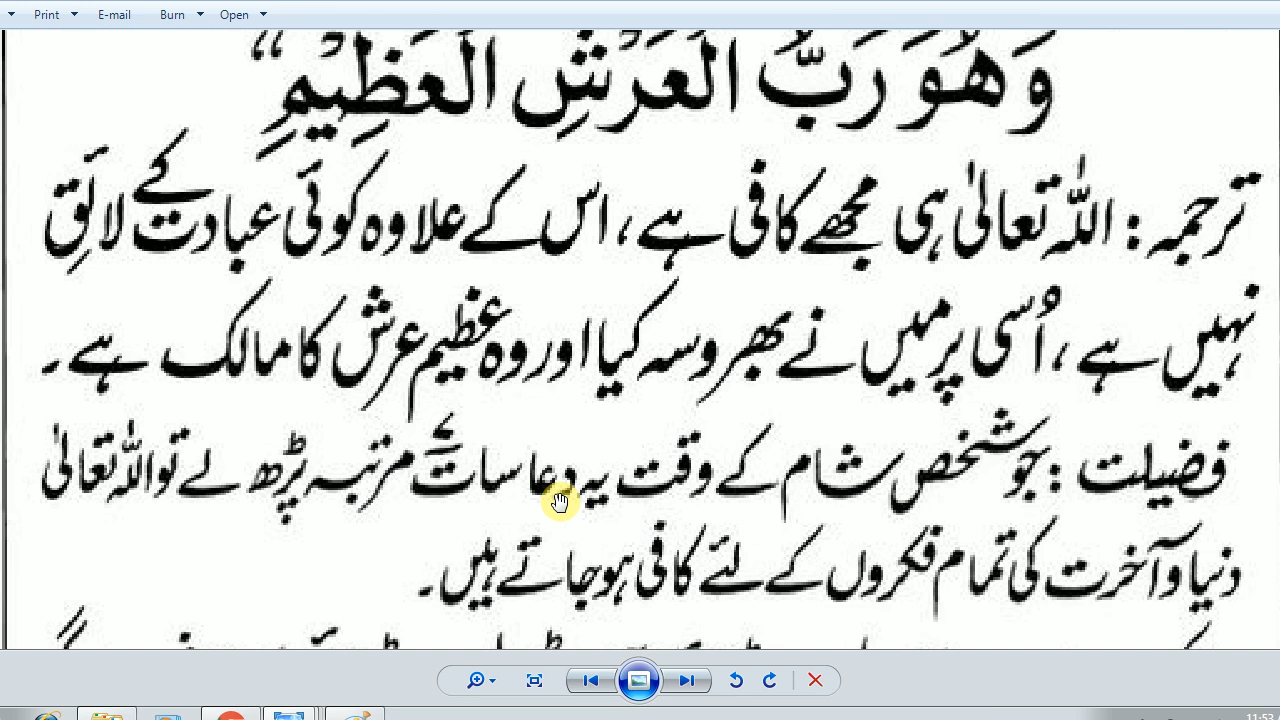 Print E-mail Burn Open
وَهُوَ رَبُّ الْعَرْشِ الْعَظِيْمِ“
ترجمہ: اللہ تعالیٰ ہی مجھے کافی ہے، اس کے علاوہ کوئی عبادت کے لائق
نہیں ہے، اُسی پر میں نے بھروسہ کیا اور وہ عظیم عرش کا مالک ہے۔
فضیلت: جو شخص شام کے وقت یہ دعا سات مرتبہ پڑھ لے تو اللہ تعالیٰ
دنیا و آخرت کی تمام فکروں کے لئے کافی ہو جاتے ہیں۔